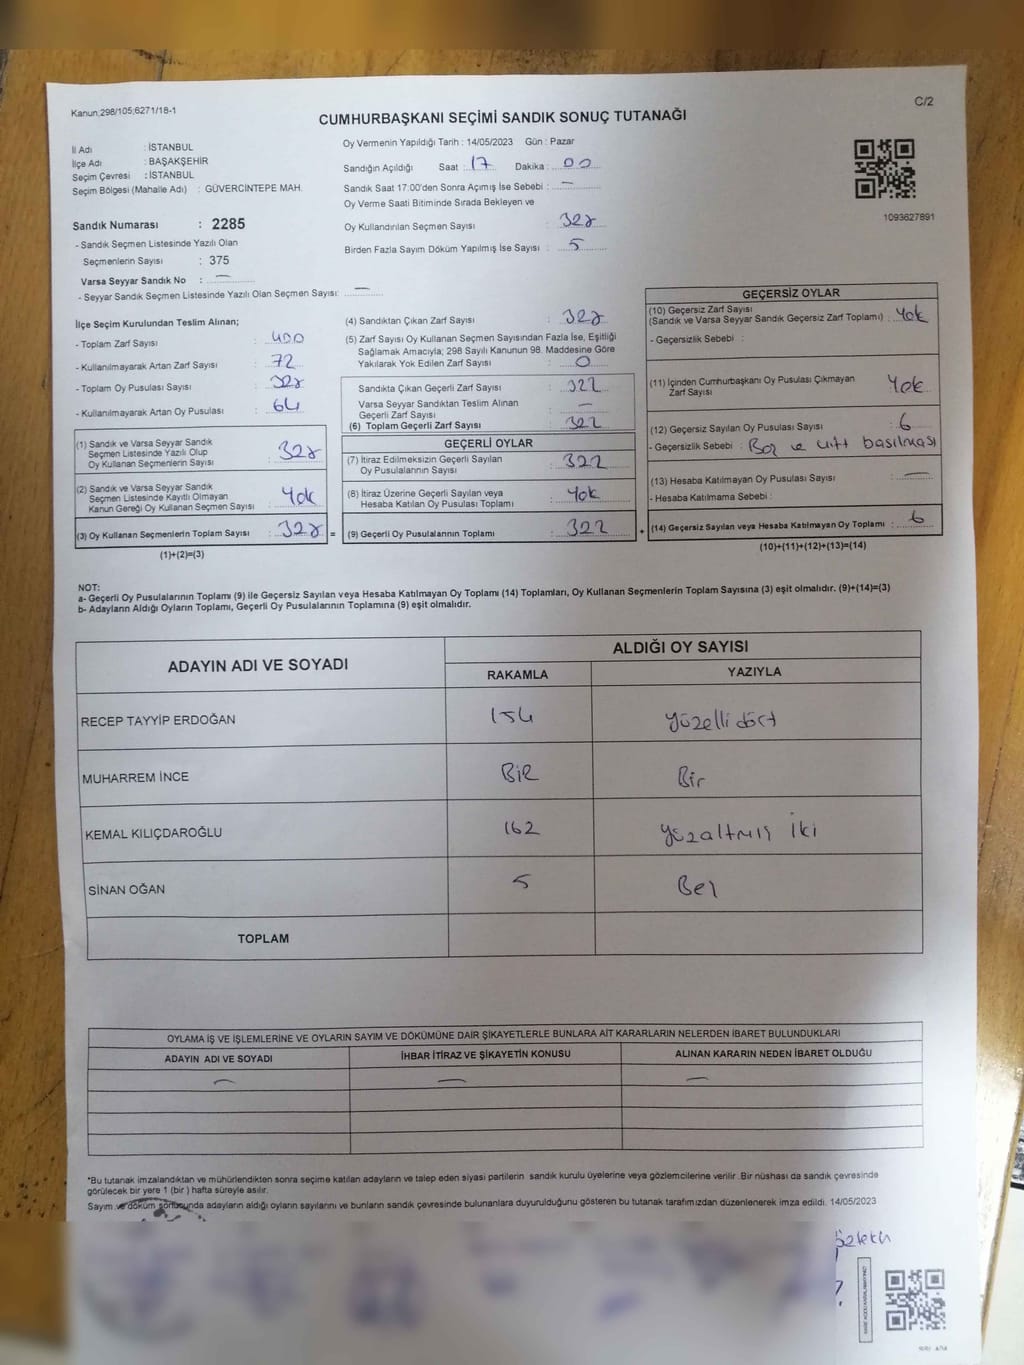 Kanun:298/105;6271/18-1
C/2
CUMHURBAŞKANI SEÇİMİ SANDIK SONUÇ TUTANAĞI
İl Adı : İSTANBUL
İlçe Adı : BAŞAKŞEHİR
Seçim Çevresi : İSTANBUL
Seçim Bölgesi (Mahalle Adı) : GÜVERCİNTEPE MAH.
Sandık Numarası : 2285
- Sandık Seçmen Listesinde Yazılı Olan
Seçmenlerin Sayısı : 375
Varsa Seyyar Sandık No : —
- Seyyar Sandık Seçmen Listesinde Yazılı Olan Seçmen Sayısı: —
Oy Vermenin Yapıldığı Tarih : 14/05/2023 Gün : Pazar
Sandığın Açıldığı Saat : 17 Dakika : 00
Sandık Saat 17:00'den Sonra Açımış İse Sebebi : —
Oy Verme Saati Bitiminde Sırada Bekleyen ve
Oy Kullandırılan Seçmen Sayısı : 328
Birden Fazla Sayım Döküm Yapılmış İse Sayısı : 5
1093627891
İlçe Seçim Kurulundan Teslim Alınan;
- Toplam Zarf Sayısı : 400
- Kullanılmayarak Artan Zarf Sayısı : 72
- Toplam Oy Pusulası Sayısı : 328
- Kullanılmayarak Artan Oy Pusulası : 64
(1) Sandık ve Varsa Seyyar Sandık
Seçmen Listesinde Yazılı Olup
Oy Kullanan Seçmenlerin Sayısı : 328
(2) Sandık ve Varsa Seyyar Sandık
Seçmen Listesinde Kayıtlı Olmayan
Kanun Gereği Oy Kullanan Seçmen Sayısı : Yok
(3) Oy Kullanan Seçmenlerin Toplam Sayısı : 328 =
(1)+(2)=(3)
(4) Sandıktan Çıkan Zarf Sayısı : 328
(5) Zarf Sayısı Oy Kullanan Seçmen Sayısından Fazla İse, Eşitliği
Sağlamak Amacıyla; 298 Sayılı Kanunun 98. Maddesine Göre
Yakılarak Yok Edilen Zarf Sayısı : 0
Sandıkta Çıkan Geçerli Zarf Sayısı : 322
Varsa Seyyar Sandıktan Teslim Alınan
Geçerli Zarf Sayısı : —
(6) Toplam Geçerli Zarf Sayısı : 322
GEÇERLİ OYLAR
(7) İtiraz Edilmeksizin Geçerli Sayılan
Oy Pusulalarının Sayısı : 322
(8) İtiraz Üzerine Geçerli Sayılan veya
Hesaba Katılan Oy Pusulası Toplamı : Yok
(9) Geçerli Oy Pusulalarının Toplamı : 322 +
GEÇERSİZ OYLAR
(10) Geçersiz Zarf Sayısı
(Sandık ve Varsa Seyyar Sandık Geçersiz Zarf Toplamı) : Yok
- Geçersizlik Sebebi :
(11) İçinden Cumhurbaşkanı Oy Pusulası Çıkmayan
Zarf Sayısı : Yok
(12) Geçersiz Sayılan Oy Pusulası Sayısı : 6
- Geçersizlik Sebebi : Boş ve çift basılması
(13) Hesaba Katılmayan Oy Pusulası Sayısı : —
- Hesaba Katılmama Sebebi :
(14) Geçersiz Sayılan veya Hesaba Katılmayan Oy Toplamı : 6
(10)+(11)+(12)+(13)=(14)
NOT:
a- Geçerli Oy Pusulalarının Toplamı (9) ile Geçersiz Sayılan veya Hesaba Katılmayan Oy Toplamı (14) Toplamları, Oy Kullanan Seçmenlerin Toplam Sayısına (3) eşit olmalıdır. (9)+(14)=(3)
b- Adayların Aldığı Oyların Toplamı, Geçerli Oy Pusulalarının Toplamına (9) eşit olmalıdır.
ADAYIN ADI VE SOYADI ALDIĞI OY SAYISI
RAKAMLA YAZIYLA
RECEP TAYYİP ERDOĞAN 154 yüzellidört
MUHARREM İNCE BİR Bir
KEMAL KILIÇDAROĞLU 162 yüzaltmış iki
SİNAN OĞAN 5 Beş
TOPLAM
OYLAMA İŞ VE İŞLEMLERİNE VE OYLARIN SAYIM VE DÖKÜMÜNE DAİR ŞİKAYETLERLE BUNLARA AİT KARARLARIN NELERDEN İBARET BULUNDUKLARI
ADAYIN ADI VE SOYADI İHBAR İTİRAZ VE ŞİKAYETİN KONUSU ALINAN KARARIN NEDEN İBARET OLDUĞU
— — —
*Bu tutanak imzalandıktan ve mühürlendikten sonra seçime katılan adayların ve talep eden siyasi partilerin sandık kurulu üyelerine veya gözlemcilerine verilir. Bir nüshası da sandık çevresinde
görülecek bir yere 1 (bir ) hafta süreyle asılır.
Sayım ve döküm sonucunda adayların aldığı oyların sayılarını ve bunların sandık çevresinde bulunanlara duyurulduğunu gösteren bu tutanak tarafımızdan düzenlenerek imza edildi. 14/05/2023